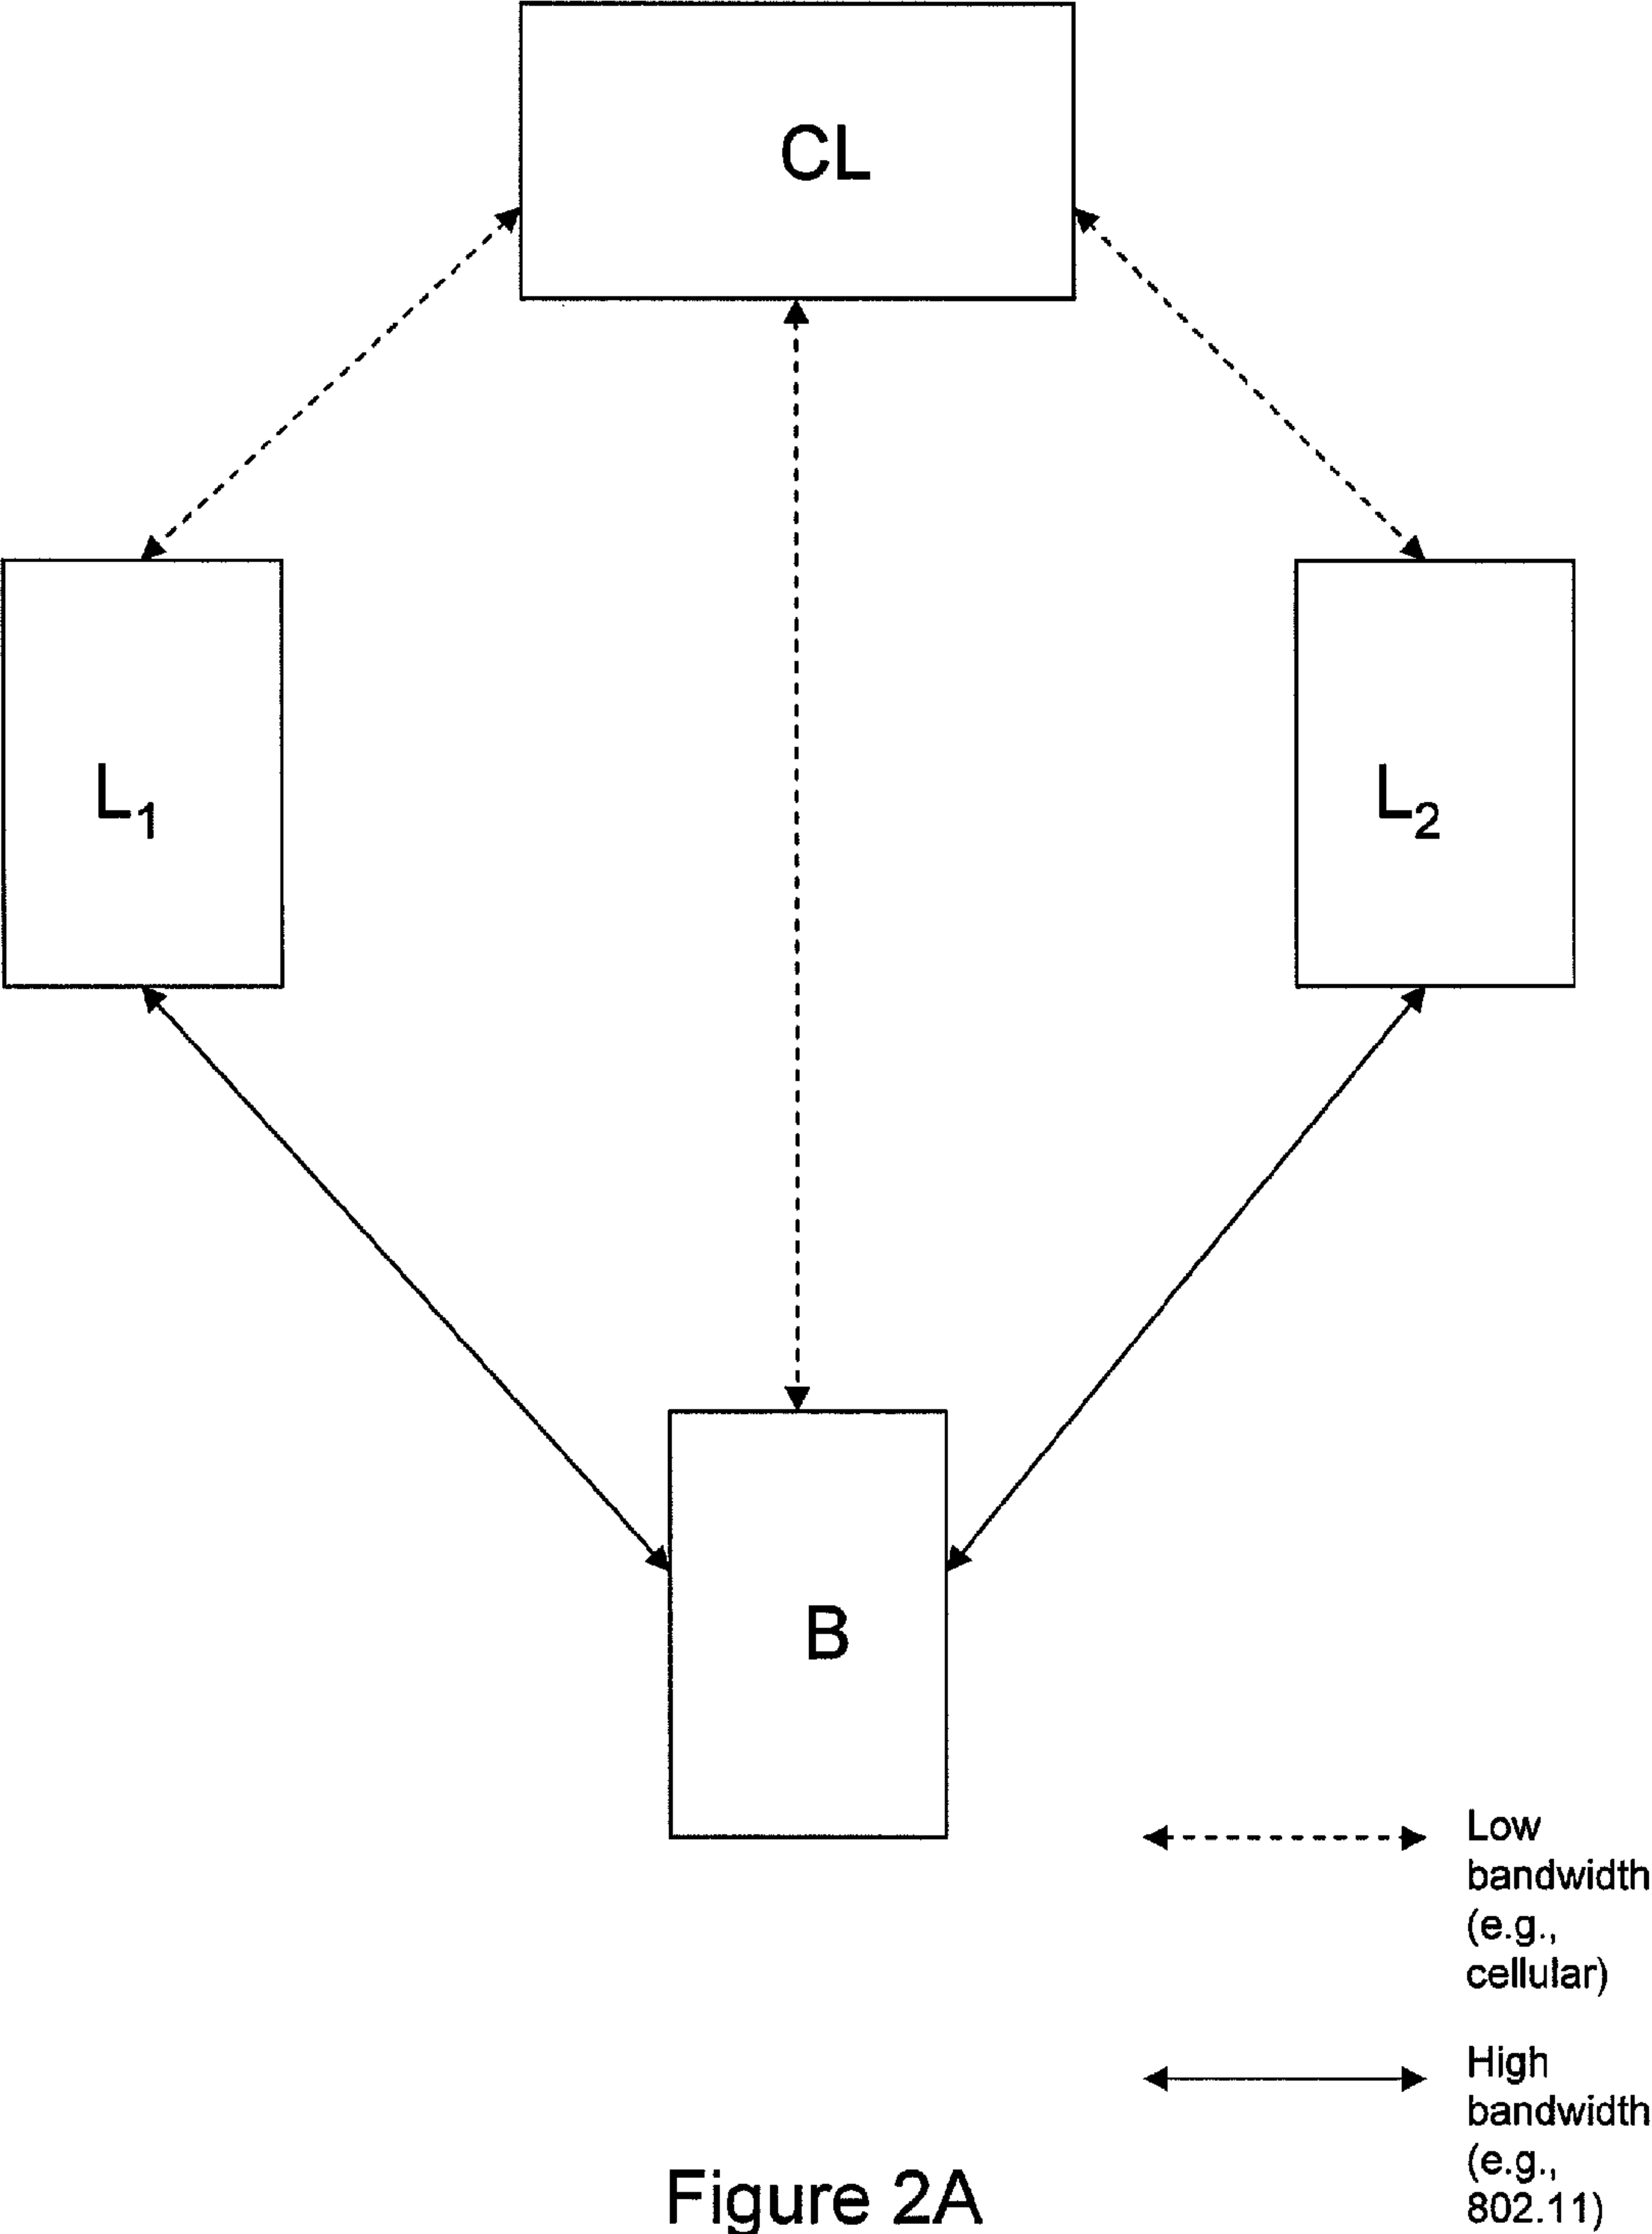 CL
L1
L2
B
Low
bandwidth
(e.g.,
cellular)
High
bandwidth
(e.g.,
802.11)
Figure 2A